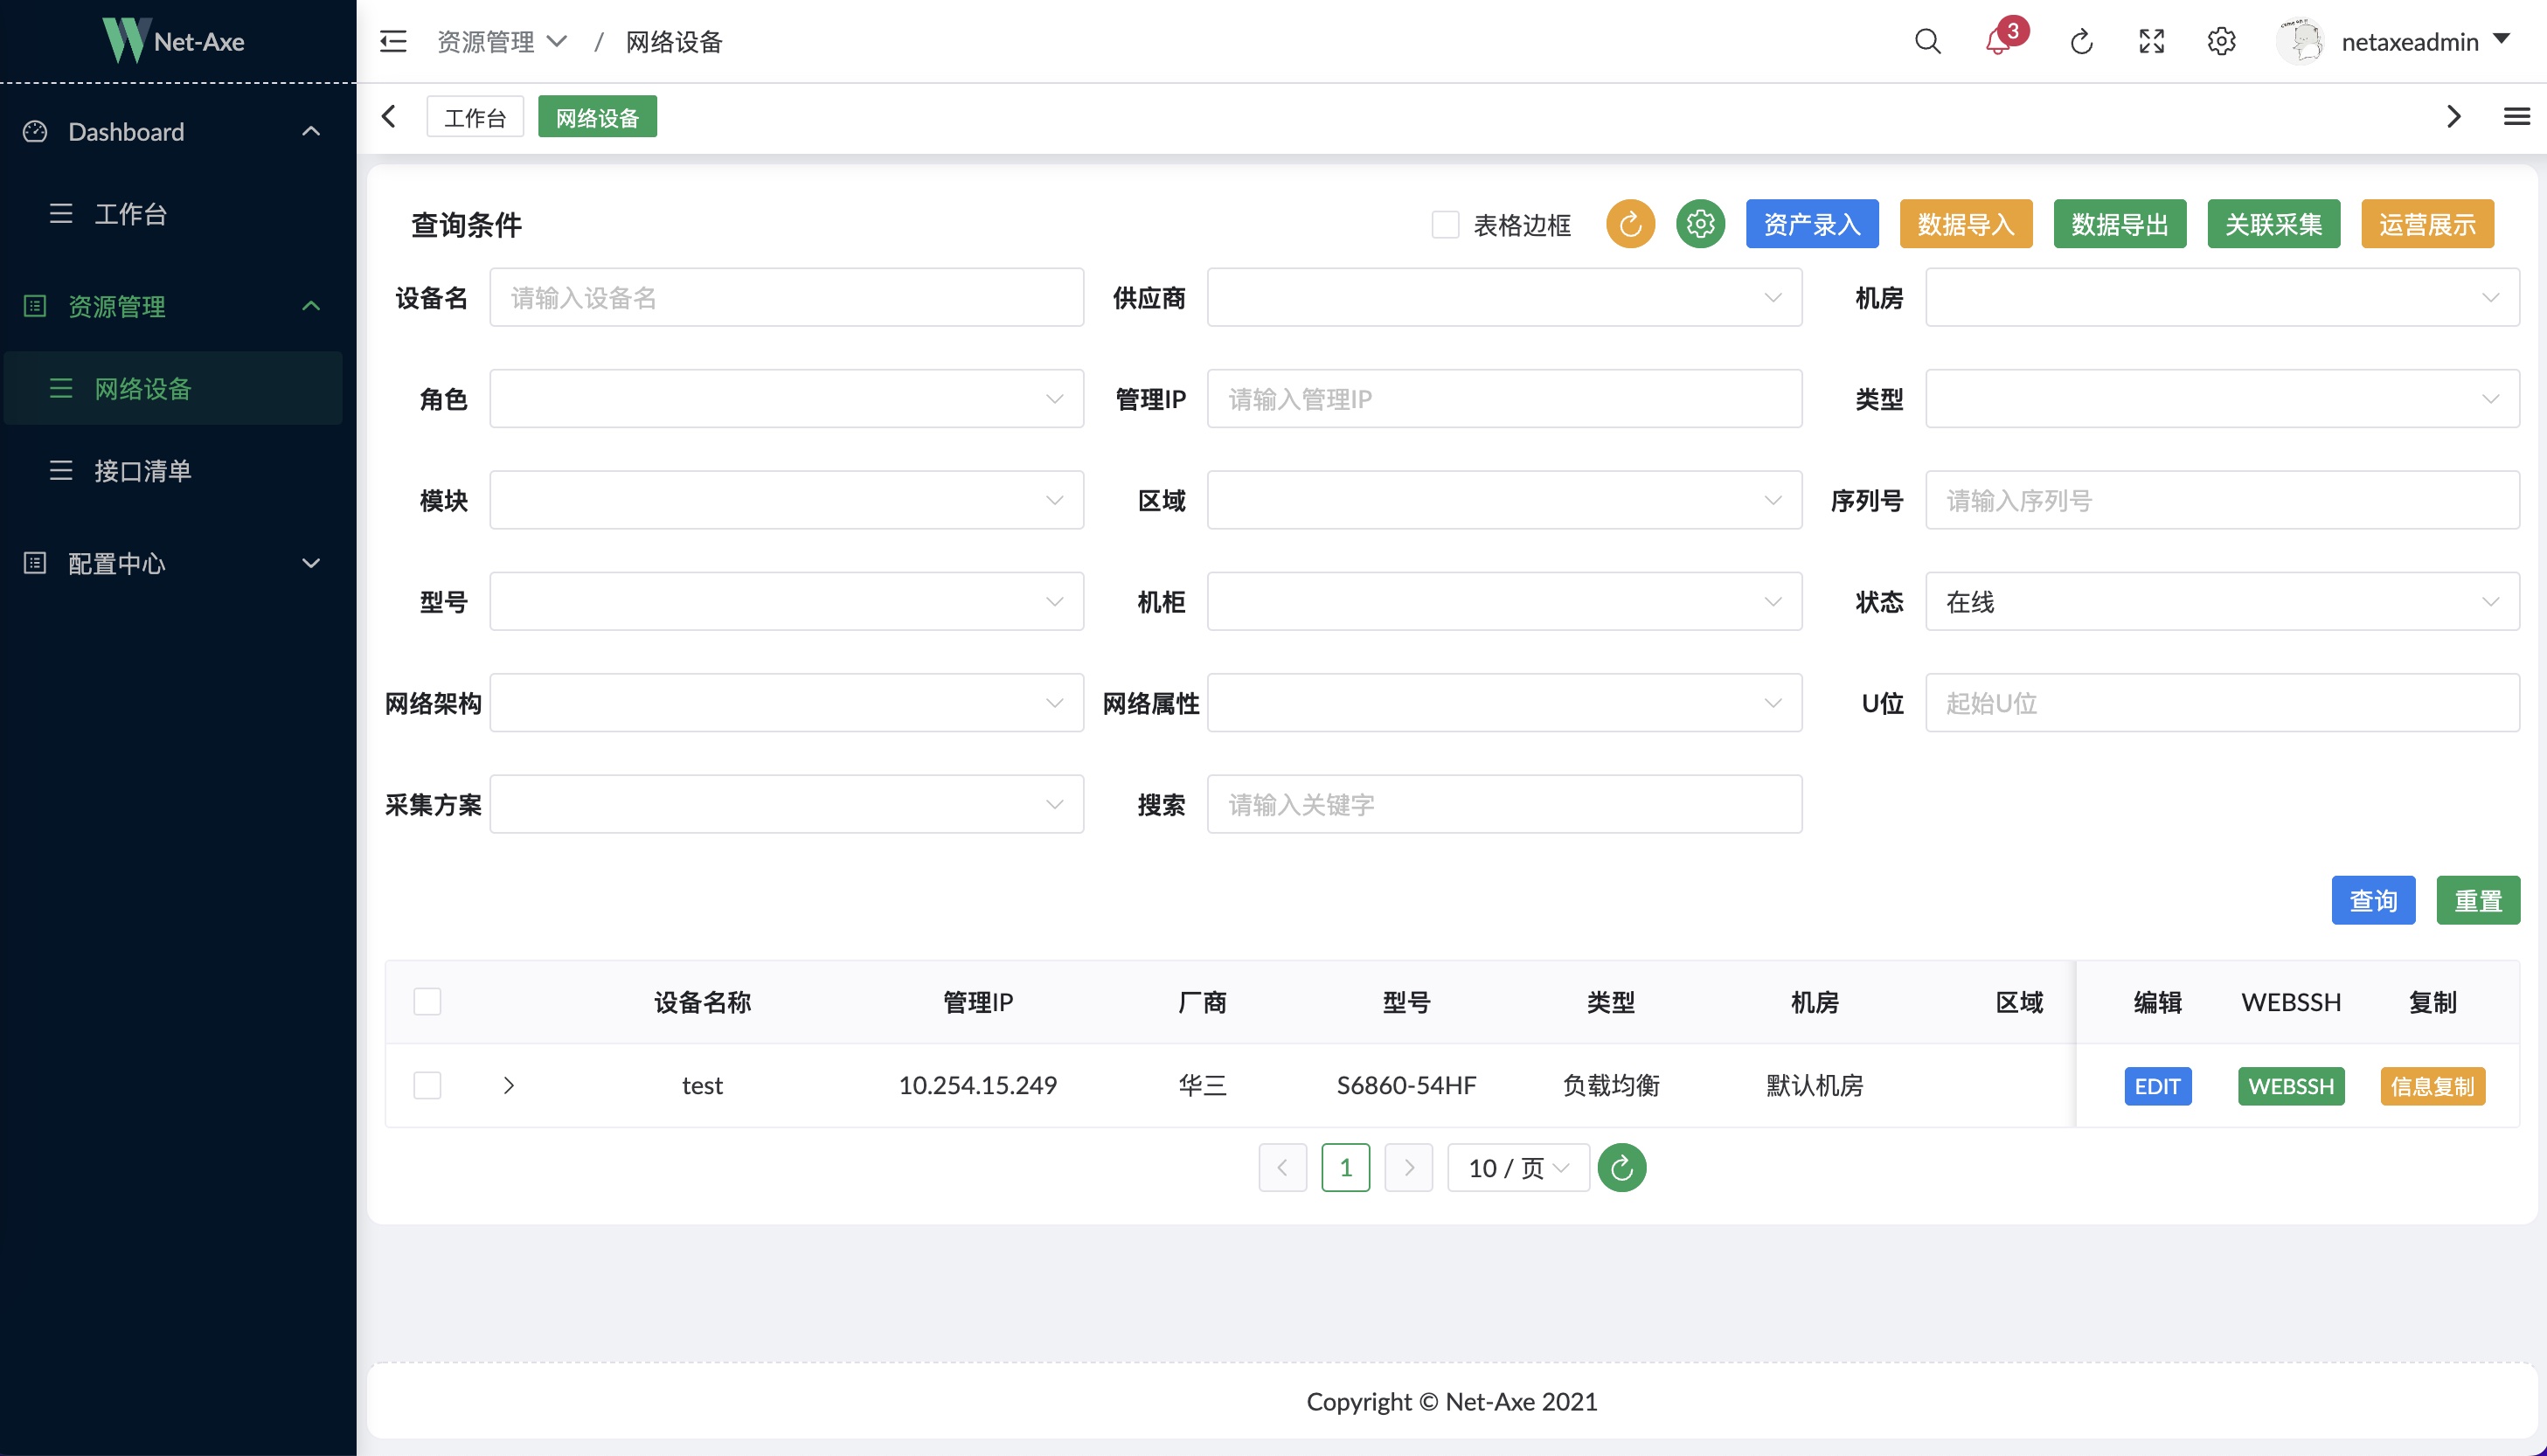 Net-Axe
资源管理 / 网络设备
3
netaxeadmin
工作台
网络设备
Dashboard
工作台
资源管理
网络设备
接口清单
配置中心
查询条件
表格边框
资产录入
数据导入
数据导出
关联采集
运营展示
设备名 请输入设备名
供应商
机房
角色
管理IP 请输入管理IP
类型
模块
区域
序列号 请输入序列号
型号
机柜
状态 在线
网络架构
网络属性
U位 起始U位
采集方案
搜索 请输入关键字
查询
重置
设备名称 管理IP 厂商 型号 类型 机房 区域 编辑 WEBSSH 复制
test 10.254.15.249 华三 S6860-54HF 负载均衡 默认机房 EDIT WEBSSH 信息复制
1
10 / 页
Copyright © Net-Axe 2021